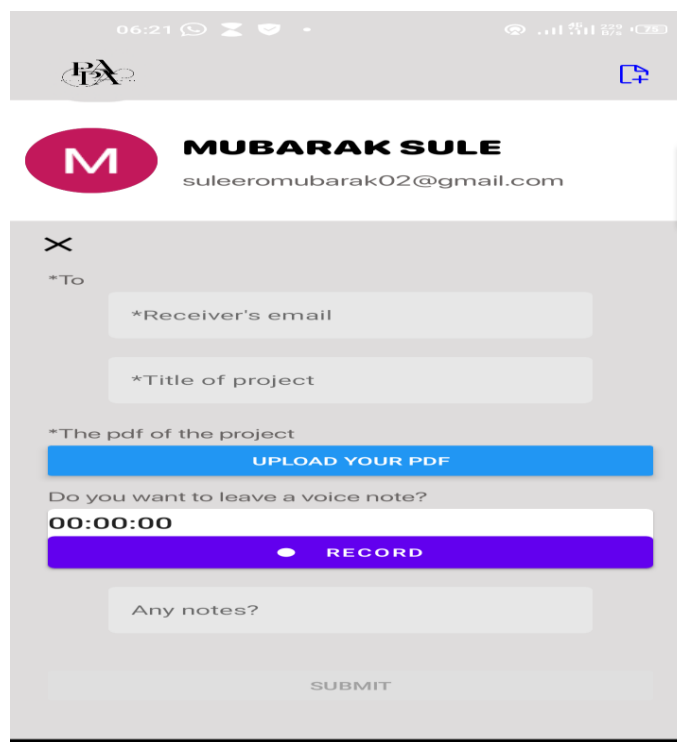 06:21
PPA
M
MUBARAK SULE
suleeromubarak02@gmail.com
*To
*Receiver's email
*Title of project
*The pdf of the project
UPLOAD YOUR PDF
Do you want to leave a voice note?
00:00:00
RECORD
Any notes?
SUBMIT